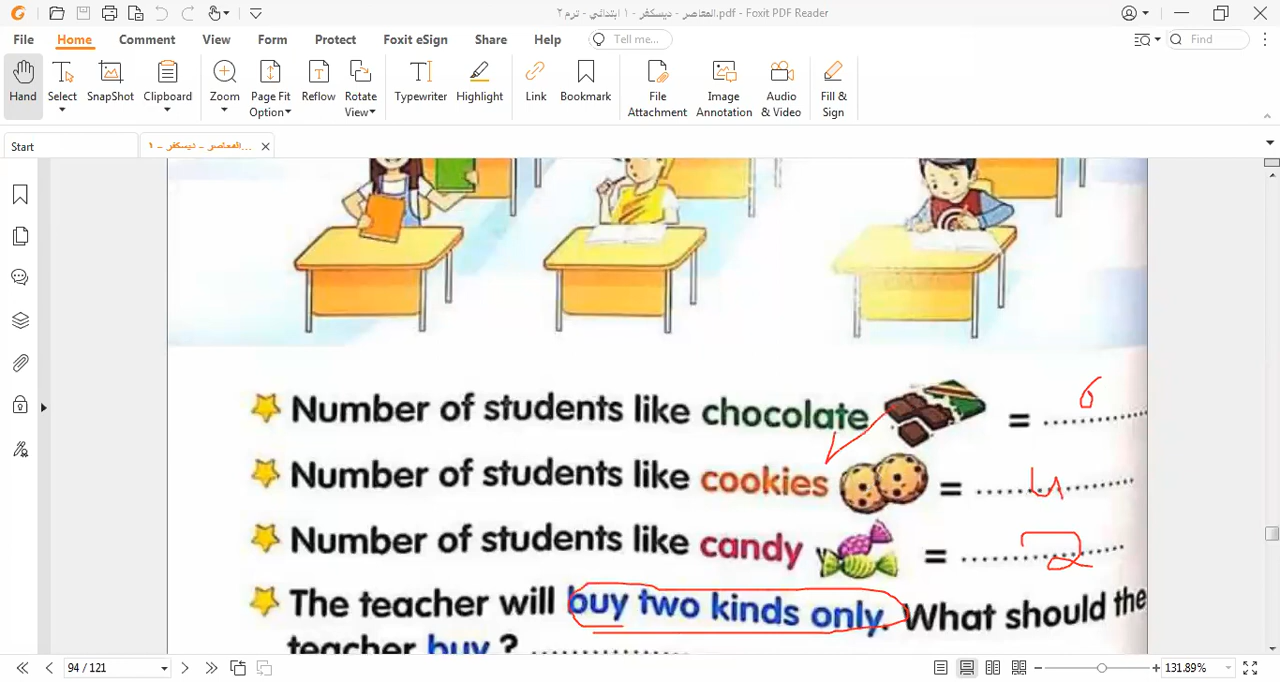 المعاصر - ديسكفر - ١ ابتدائي - ترم ٢.pdf - Foxit PDF Reader
File Home Comment View Form Protect Foxit eSign Share Help Tell me... Find
Hand Select SnapShot Clipboard Zoom Page Fit Option Reflow Rotate View Typewriter Highlight Link Bookmark File Attachment Image Annotation Audio & Video Fill & Sign
Start المعاصر - ديسكفر - ١...
Number of students like chocolate = 6
Number of students like cookies = 4
Number of students like candy = 2
The teacher will buy two kinds only. What should the
teacher buy ? ....................
94 / 121 131.89%